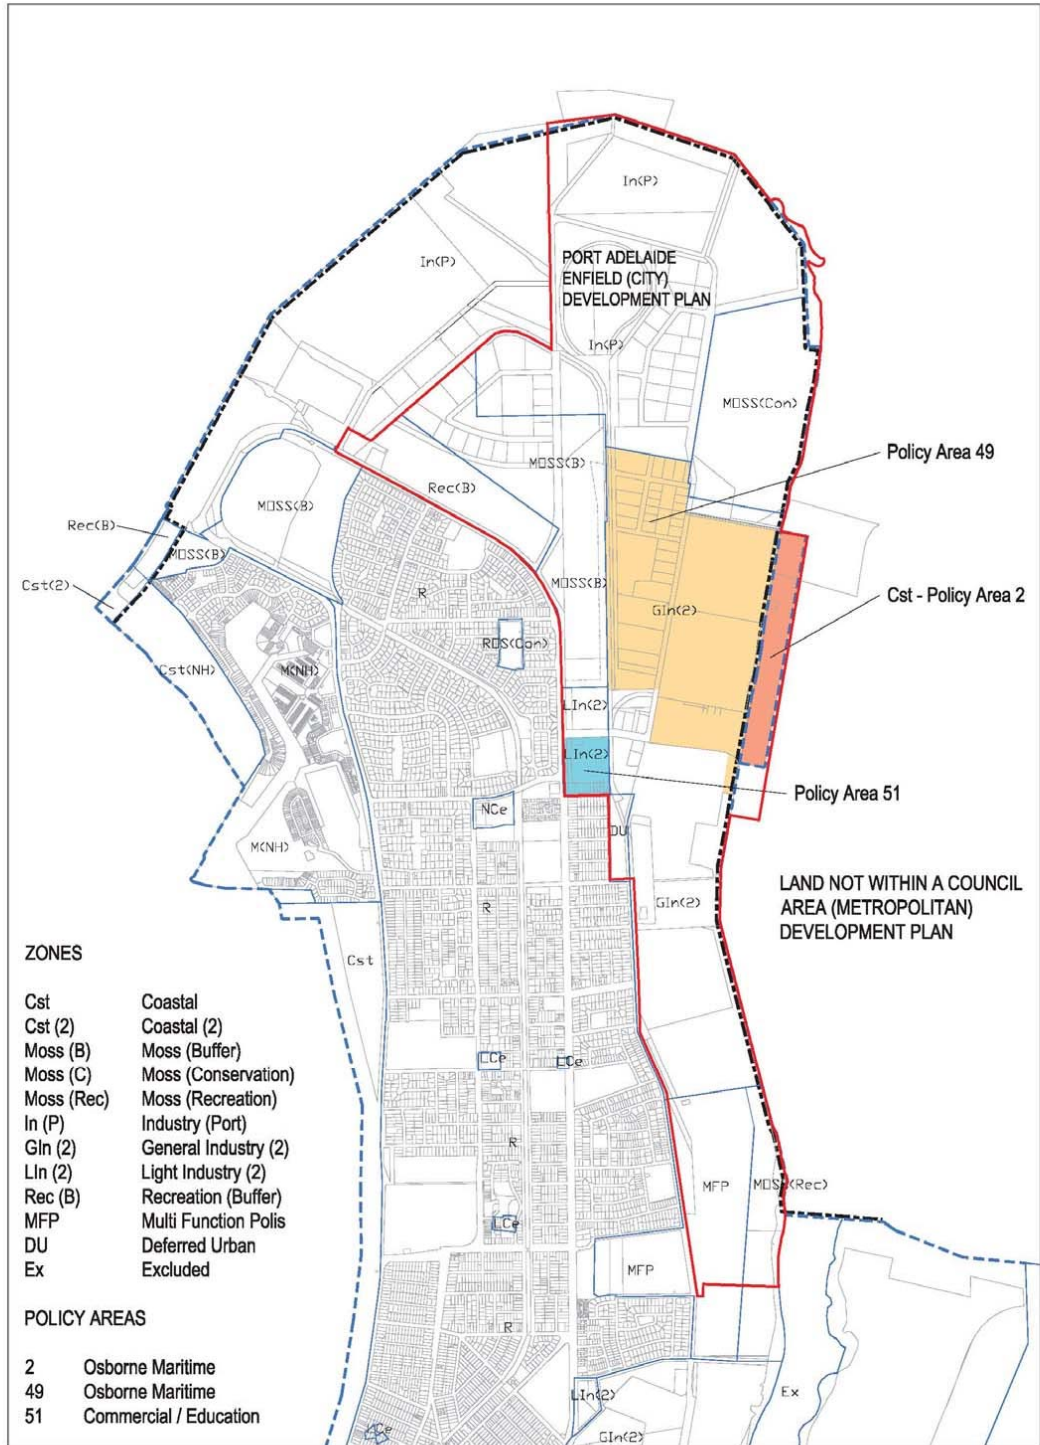 In(P)
PORT ADELAIDE
ENFIELD (CITY)
DEVELOPMENT PLAN
In(P)
In(P)
MOSS(Con)
Policy Area 49
MOSS(B)
Rec(B)
MOSS(B)
Rec(B)
MOSS(B)
Cst(2)
MOSS(B)
R
GIn(2)
Cst - Policy Area 2
ROS(Con)
Cst(NH)
M(NH)
LIn(2)
LIn(2)
Policy Area 51
NCe
DU
M(NH)
LAND NOT WITHIN A COUNCIL
AREA (METROPOLITAN)
DEVELOPMENT PLAN
GIn(2)
R
Cst
LCe
LCe
R
MFP
MOSS(Rec)
LCe
MFP
R
LIn(2)
Ex
GIn(2)
ZONES
Cst Coastal
Cst (2) Coastal (2)
Moss (B) Moss (Buffer)
Moss (C) Moss (Conservation)
Moss (Rec) Moss (Recreation)
In (P) Industry (Port)
GIn (2) General Industry (2)
LIn (2) Light Industry (2)
Rec (B) Recreation (Buffer)
MFP Multi Function Polis
DU Deferred Urban
Ex Excluded
POLICY AREAS
2 Osborne Maritime
49 Osborne Maritime
51 Commercial / Education